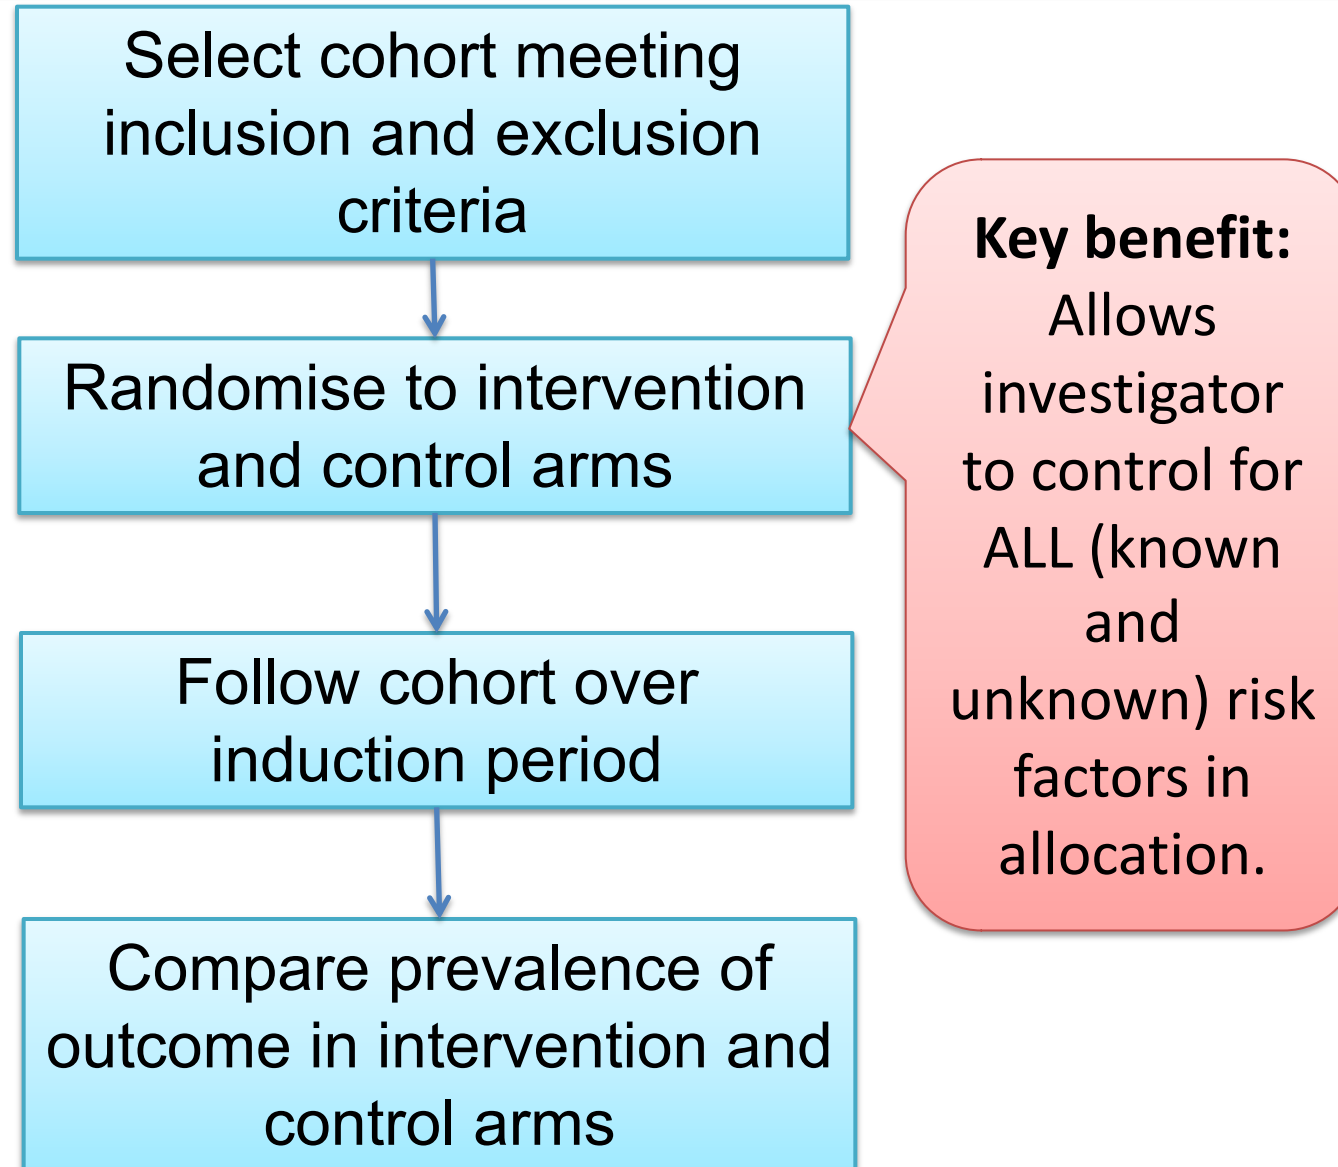 Select cohort meeting
inclusion and exclusion
criteria
Randomise to intervention
and control arms
Follow cohort over
induction period
Compare prevalence of
outcome in intervention and
control arms
Key benefit:
Allows
investigator
to control for
ALL (known
and
unknown) risk
factors in
allocation.